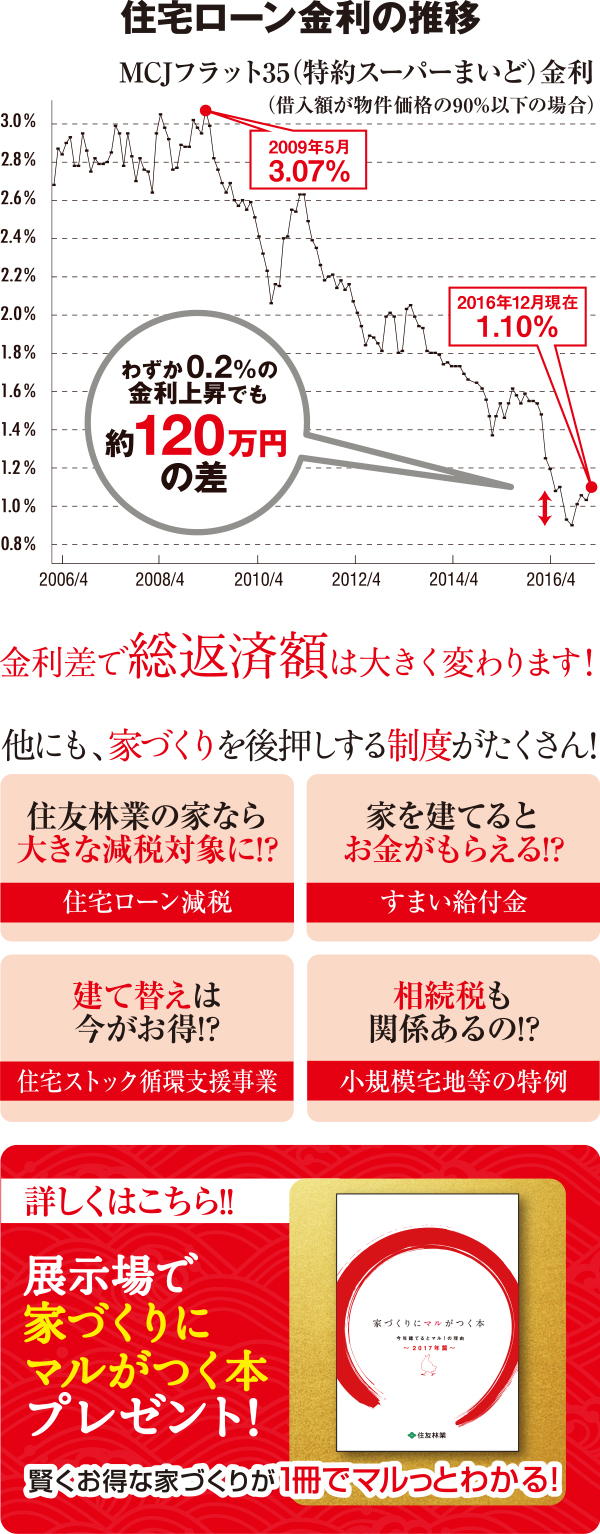 住宅ローン金利の推移
MCJフラット35（特約スーパーまいど）金利
（借入額が物件価格の90%以下の場合）
3.0%
2.8%
2.6%
2.4%
2.2%
2.0%
1.8%
1.6%
1.4%
1.2%
1.0%
0.8%
2009年5月
3.07%
2016年12月現在
1.10%
わずか0.2%の
金利上昇でも
約120万円
の差
2006/4 2008/4 2010/4 2012/4 2014/4 2016/4
金利差で総返済額は大きく変わります！
他にも、家づくりを後押しする制度がたくさん！
住友林業の家なら
大きな減税対象に!?
住宅ローン減税
家を建てると
お金がもらえる!?
すまい給付金
建て替えは
今がお得!?
住宅ストック循環支援事業
相続税も
関係あるの!?
小規模宅地等の特例
詳しくはこちら!!
展示場で
家づくりに
マルがつく本
プレゼント！
家づくりにマルがつく本
今年建てるとマル！の理由
～2017年篇～
住友林業
賢くお得な家づくりが1冊でマルっとわかる！